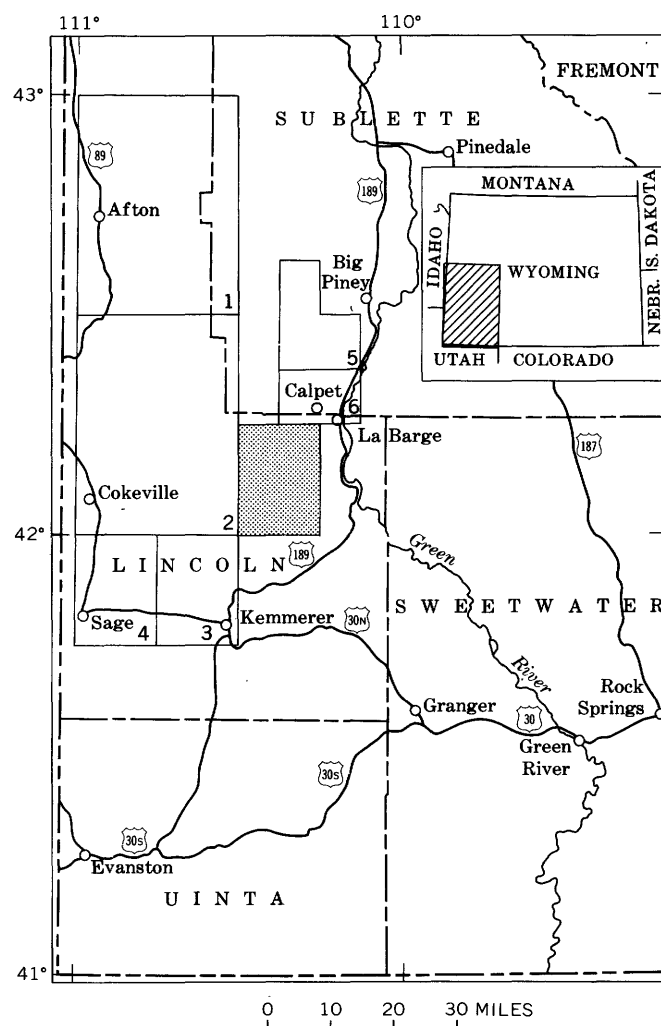 111° 110°
43°
FREMONT
SUBLETTE
Pinedale
89
189
Afton
MONTANA
IDAHO
WYOMING
S. DAKOTA
NEBR.
UTAH COLORADO
Big
Piney
1
5
Calpet
6
La Barge
187
Cokeville
42°
2
189
Green
LINCOLN
SWEETWATER
Sage
4
3
Kemmerer
30N
River
Rock
Springs
Granger
30
Green
River
30S
30S
Evanston
UINTA
41°
0 10 20 30 MILES